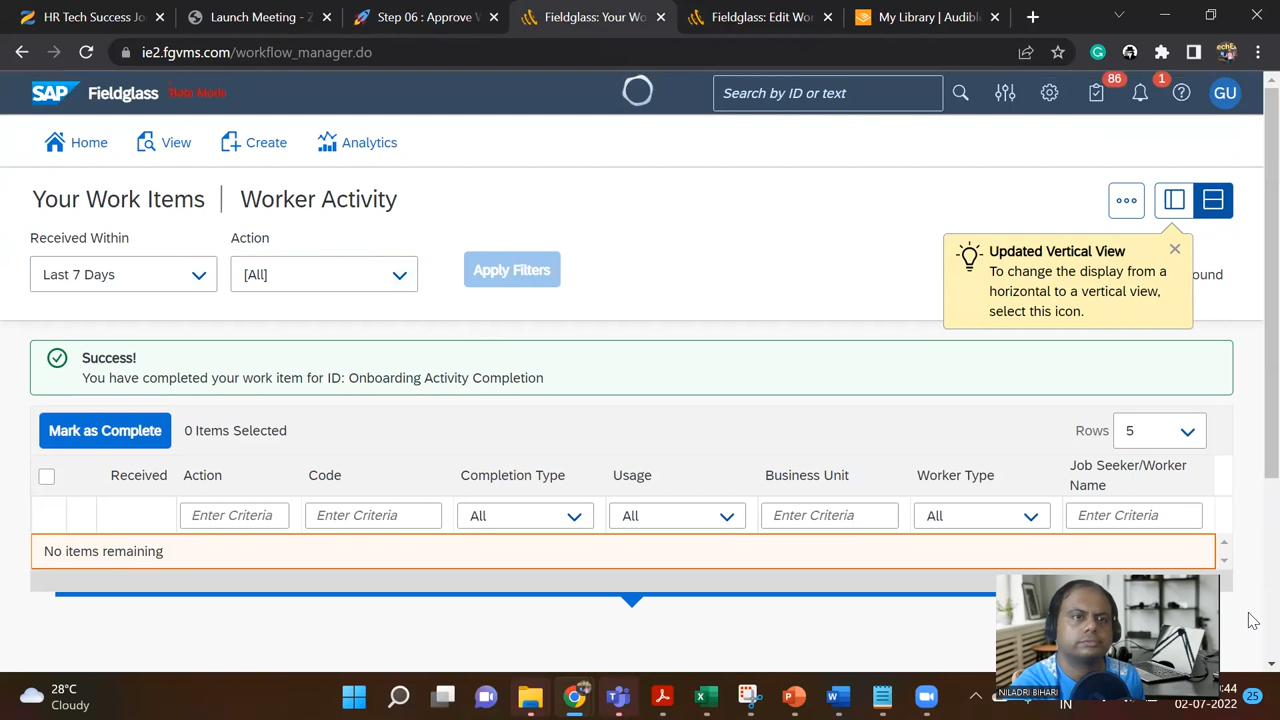 HR Tech Success Jo
Launch Meeting - Z
Step 06 : Approve W
Fieldglass: Your Wo
Fieldglass: Edit Wor
My Library | Audibl
ie2.fgvms.com/workflow_manager.do
SAP Fieldglass Beta Mode
Search by ID or text
86
1
GU
Home
View
Create
Analytics
Your Work Items | Worker Activity
Received Within
Action
Last 7 Days
[All]
Apply Filters
Updated Vertical View
To change the display from a
horizontal to a vertical view,
select this icon.
ound
Success!
You have completed your work item for ID: Onboarding Activity Completion
Mark as Complete
0 Items Selected
Rows 5
Received
Action
Code
Completion Type
Usage
Business Unit
Worker Type
Job Seeker/Worker
Name
Enter Criteria
Enter Criteria
All
All
Enter Criteria
All
Enter Criteria
No items remaining
NILADRI BIHARI
28°C
Cloudy
IN
:44
02-07-2022
25